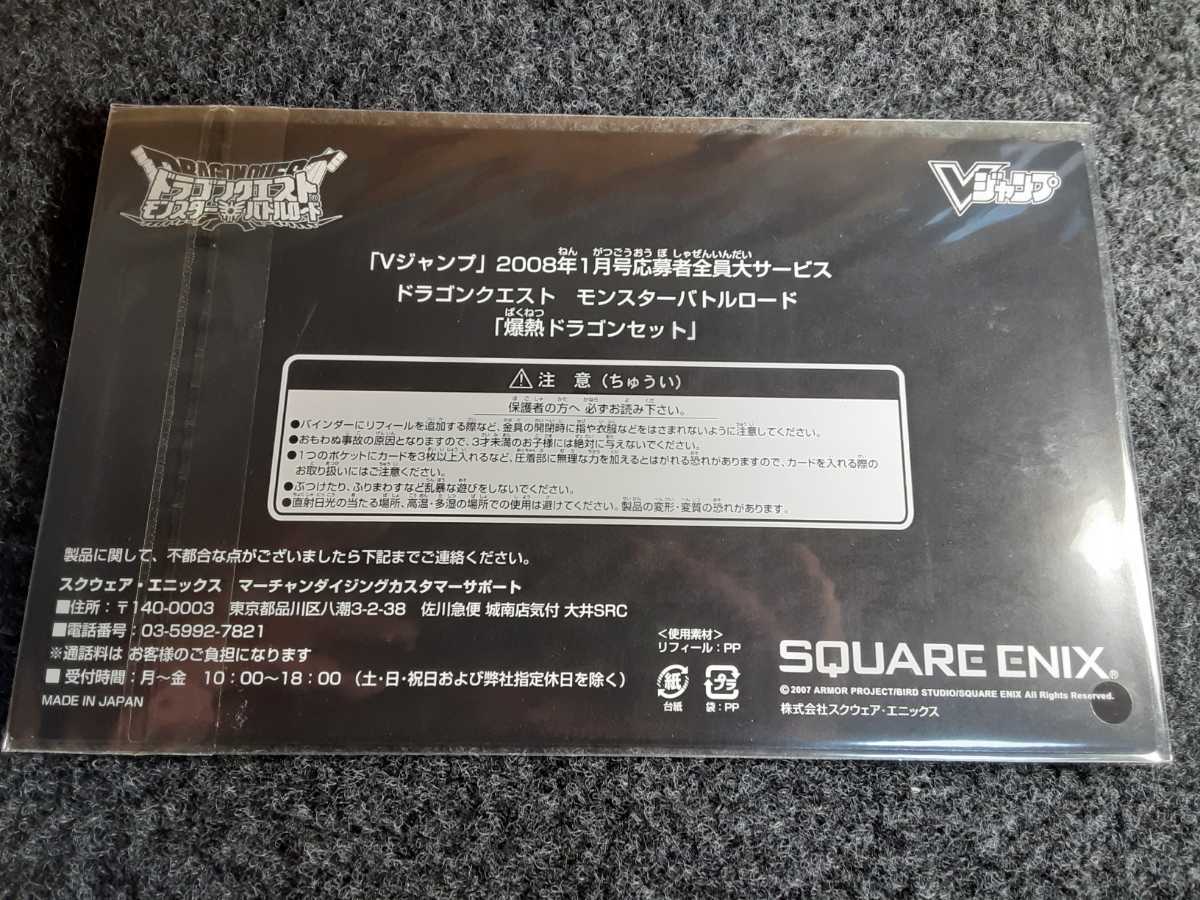 DRAGON QUEST
ドラゴンクエスト
モンスターバトルロード
Vジャンプ
「Vジャンプ」2008年1月号応募者全員大サービス
ドラゴンクエスト　モンスターバトルロード
「爆熱ドラゴンセット」
⚠注　意（ちゅうい）
保護者の方へ 必ずお読み下さい。
●バインダーにリフィールを追加する際など、金具の開閉時に指や衣服などをはさまれないように注意してください。
●おもわぬ事故の原因となりますので、3才未満のお子様には絶対に与えないでください。
●1つのポケットにカードを3枚以上入れるなど、圧着部に無理な力を加えるとはがれる恐れがありますので、カードを入れる際の
お取り扱いにはご注意ください。
●ぶつけたり、ふりまわすなど乱暴な遊びをしないでください。
●直射日光の当たる場所、高温・多湿の場所での使用は避けてください。製品の変形・変質の恐れがあります。
製品に関して、不都合な点がございましたら下記までご連絡ください。
スクウェア・エニックス　マーチャンダイジングカスタマーサポート
■住所：〒140-0003　東京都品川区八潮3-2-38　佐川急便 城南店気付 大井SRC
■電話番号：03-5992-7821
※通話料は お客様のご負担になります
■ 受付時間：月～金　10：00～18：00　（土・日・祝日および弊社指定休日を除く）
MADE IN JAPAN
＜使用素材＞
リフィール：PP
紙
台紙
プラ
袋：PP
SQUARE ENIX®
©2007 ARMOR PROJECT/BIRD STUDIO/SQUARE ENIX All Rights Reserved.
株式会社スクウェア・エニックス